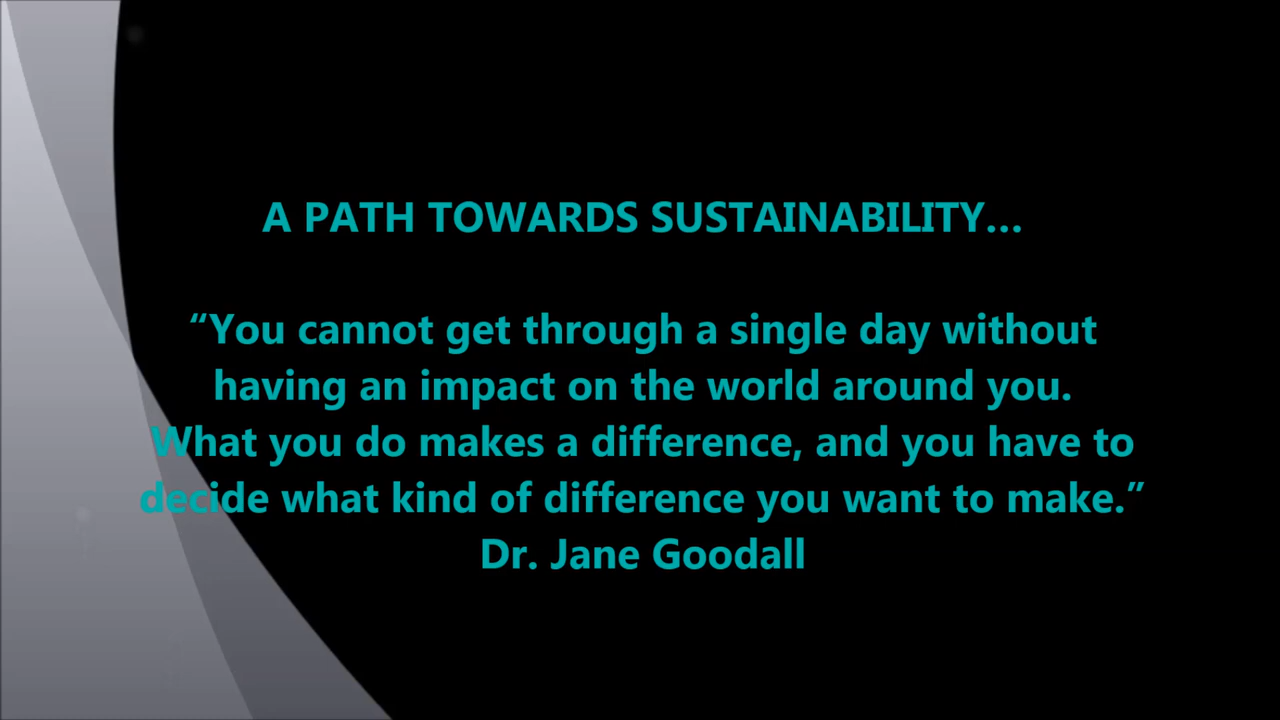 A PATH TOWARDS SUSTAINABILITY...
“You cannot get through a single day without
having an impact on the world around you.
What you do makes a difference, and you have to
decide what kind of difference you want to make.”
Dr. Jane Goodall